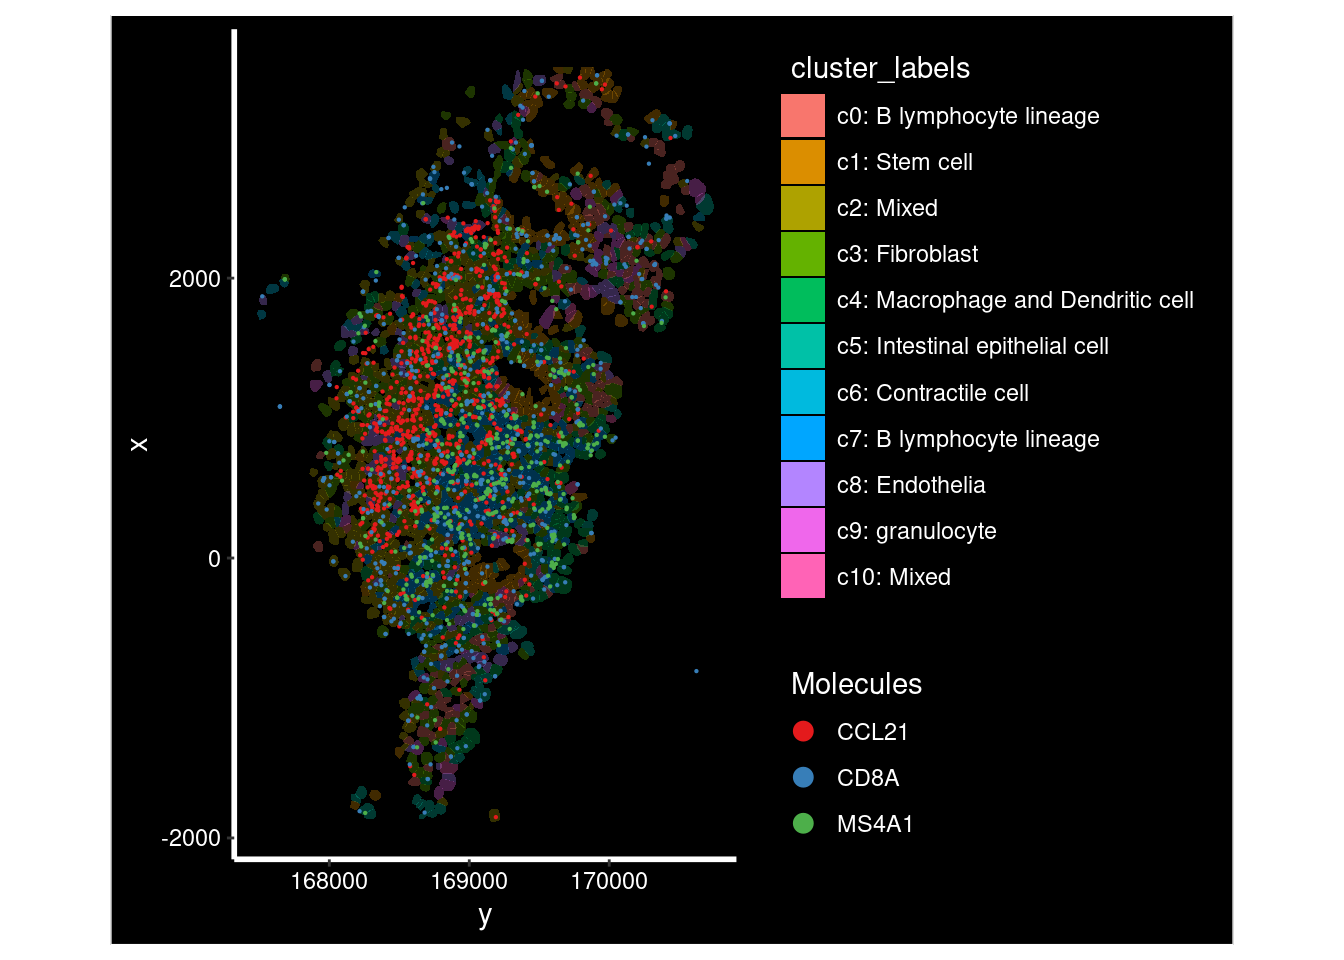 cluster_labels
c0: B lymphocyte lineage
c1: Stem cell
c2: Mixed
c3: Fibroblast
c4: Macrophage and Dendritic cell
c5: Intestinal epithelial cell
c6: Contractile cell
c7: B lymphocyte lineage
c8: Endothelia
c9: granulocyte
c10: Mixed
Molecules
CCL21
CD8A
MS4A1
x
2000
0
-2000
168000 169000 170000
y